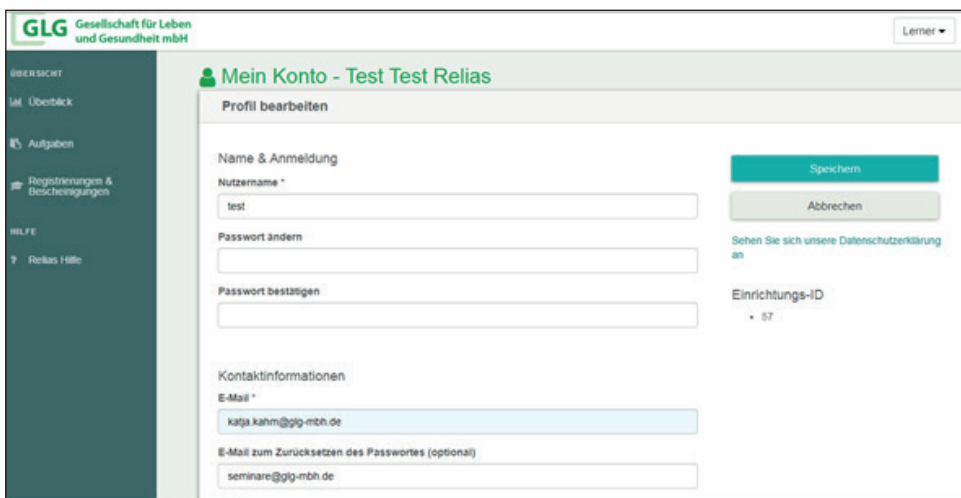 GLG Gesellschaft für Leben
und Gesundheit mbH
Lerner
ÜBERSICHT
Überblick
Aufgaben
Registrierungen &
Bescheinigungen
HILFE
? Relias Hilfe
Mein Konto - Test Test Relias
Profil bearbeiten
Name & Anmeldung
Nutzername *
test
Passwort ändern
Passwort bestätigen
Kontaktinformationen
E-Mail *
katja.kahm@glg-mbh.de
E-Mail zum Zurücksetzen des Passwortes (optional)
seminare@glg-mbh.de
Speichern
Abbrechen
Sehen Sie sich unsere Datenschutzerklärung
an
Einrichtungs-ID
• 57